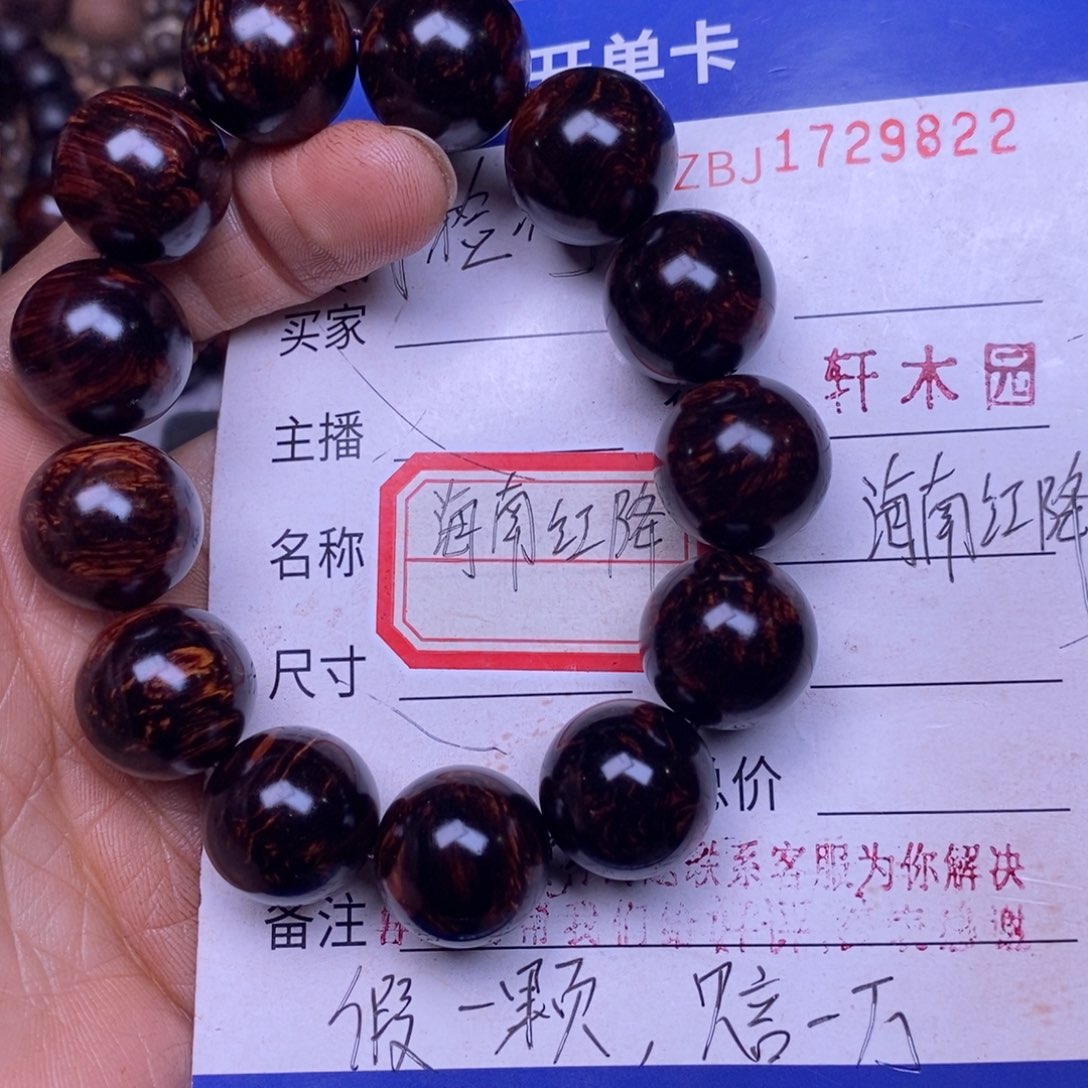 开单卡
ZBJ1729822
买家
轩木园
主播
名称 海南红降 海南红降
尺寸
总价
联系客服为你解决
备注
假一颗，赔一万